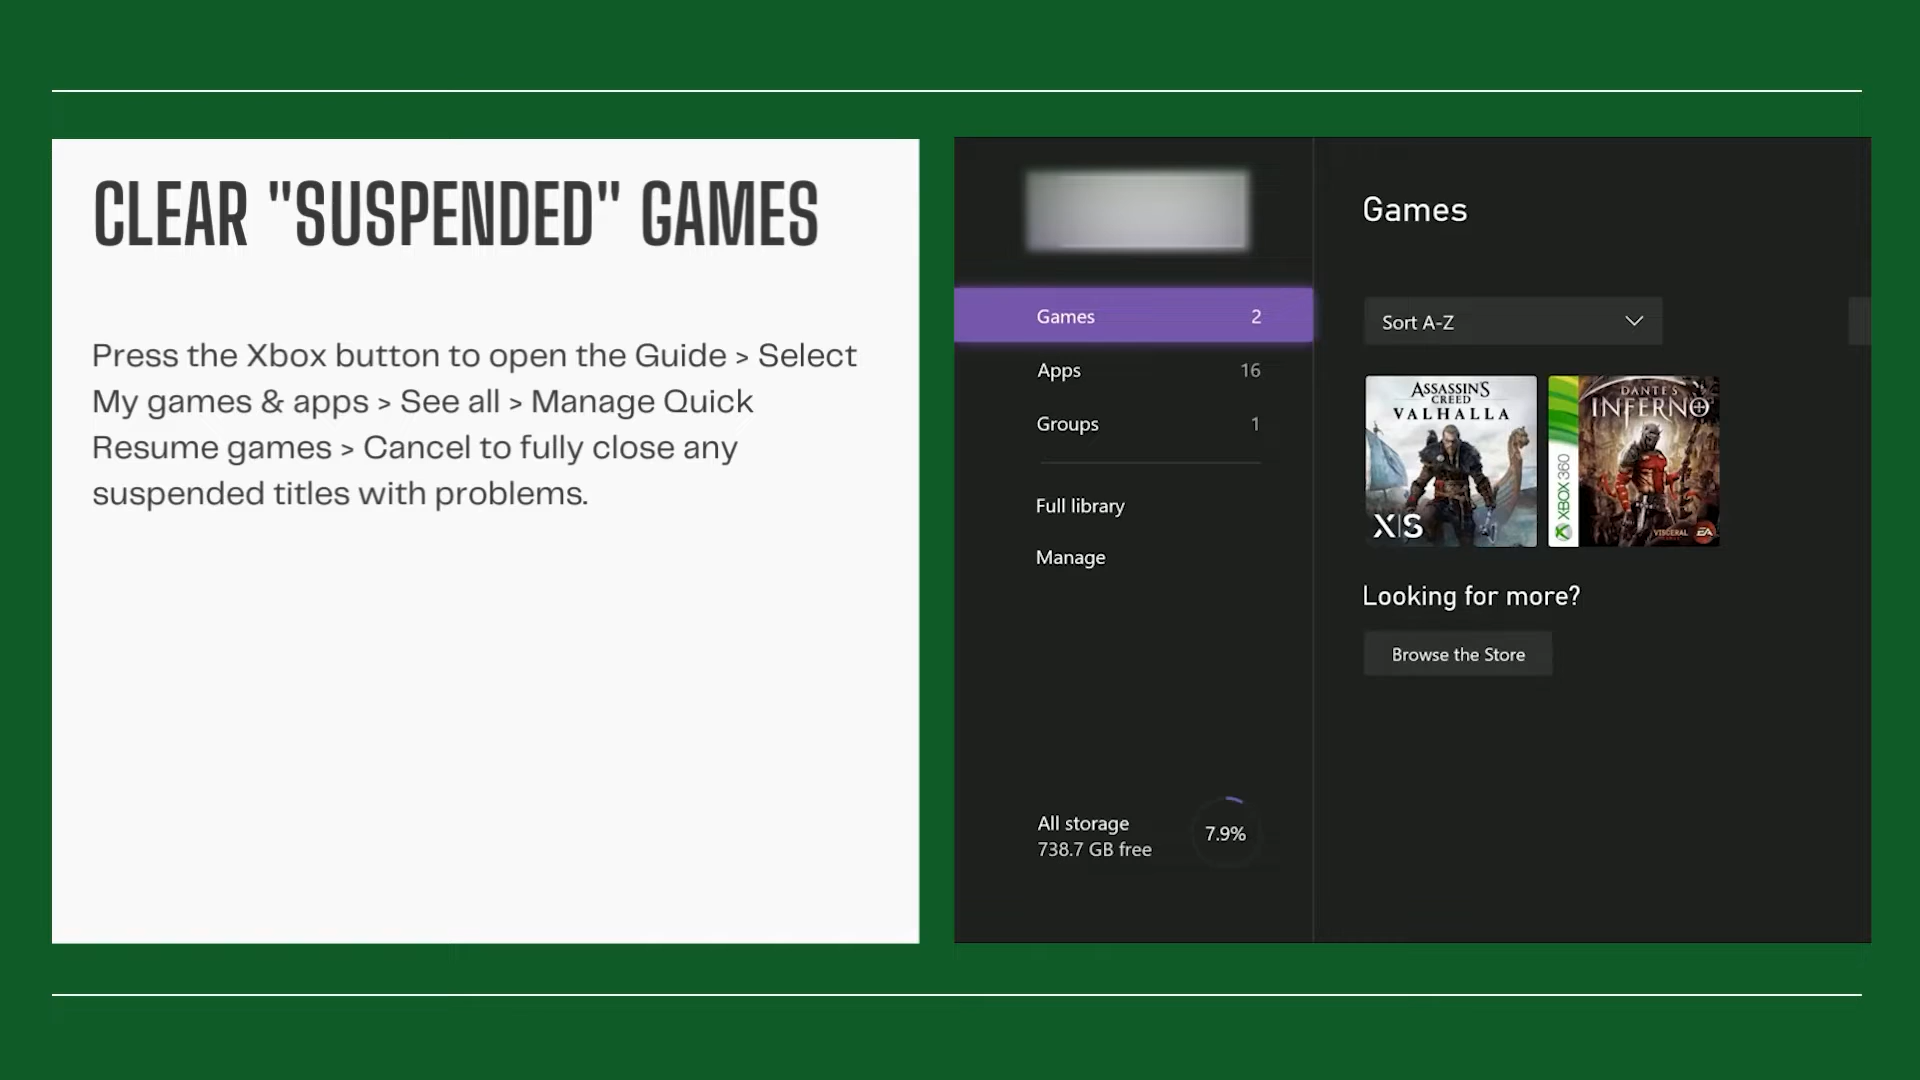 CLEAR "SUSPENDED" GAMES
Press the Xbox button to open the Guide > Select
My games & apps > See all > Manage Quick
Resume games > Cancel to fully close any
suspended titles with problems.
Games 2
Apps 16
Groups 1
Full library
Manage
All storage
738.7 GB free
7.9%
Games
Sort A-Z
ASSASSIN'S
CREED
VALHALLA
X|S
XBOX 360
DANTE'S
INFERNO
VISCERAL
EA
Looking for more?
Browse the Store